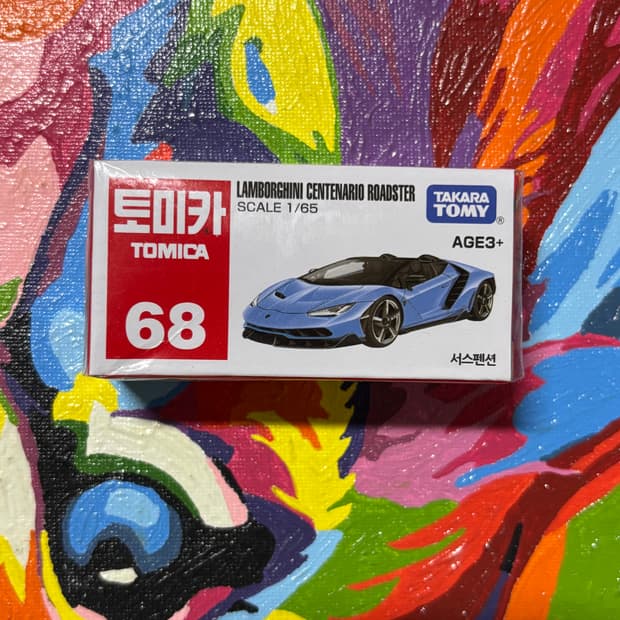 토미카
TOMICA
68
LAMBORGHINI CENTENARIO ROADSTER
SCALE 1/65
TAKARA
TOMY
®
AGE3+
서스펜션